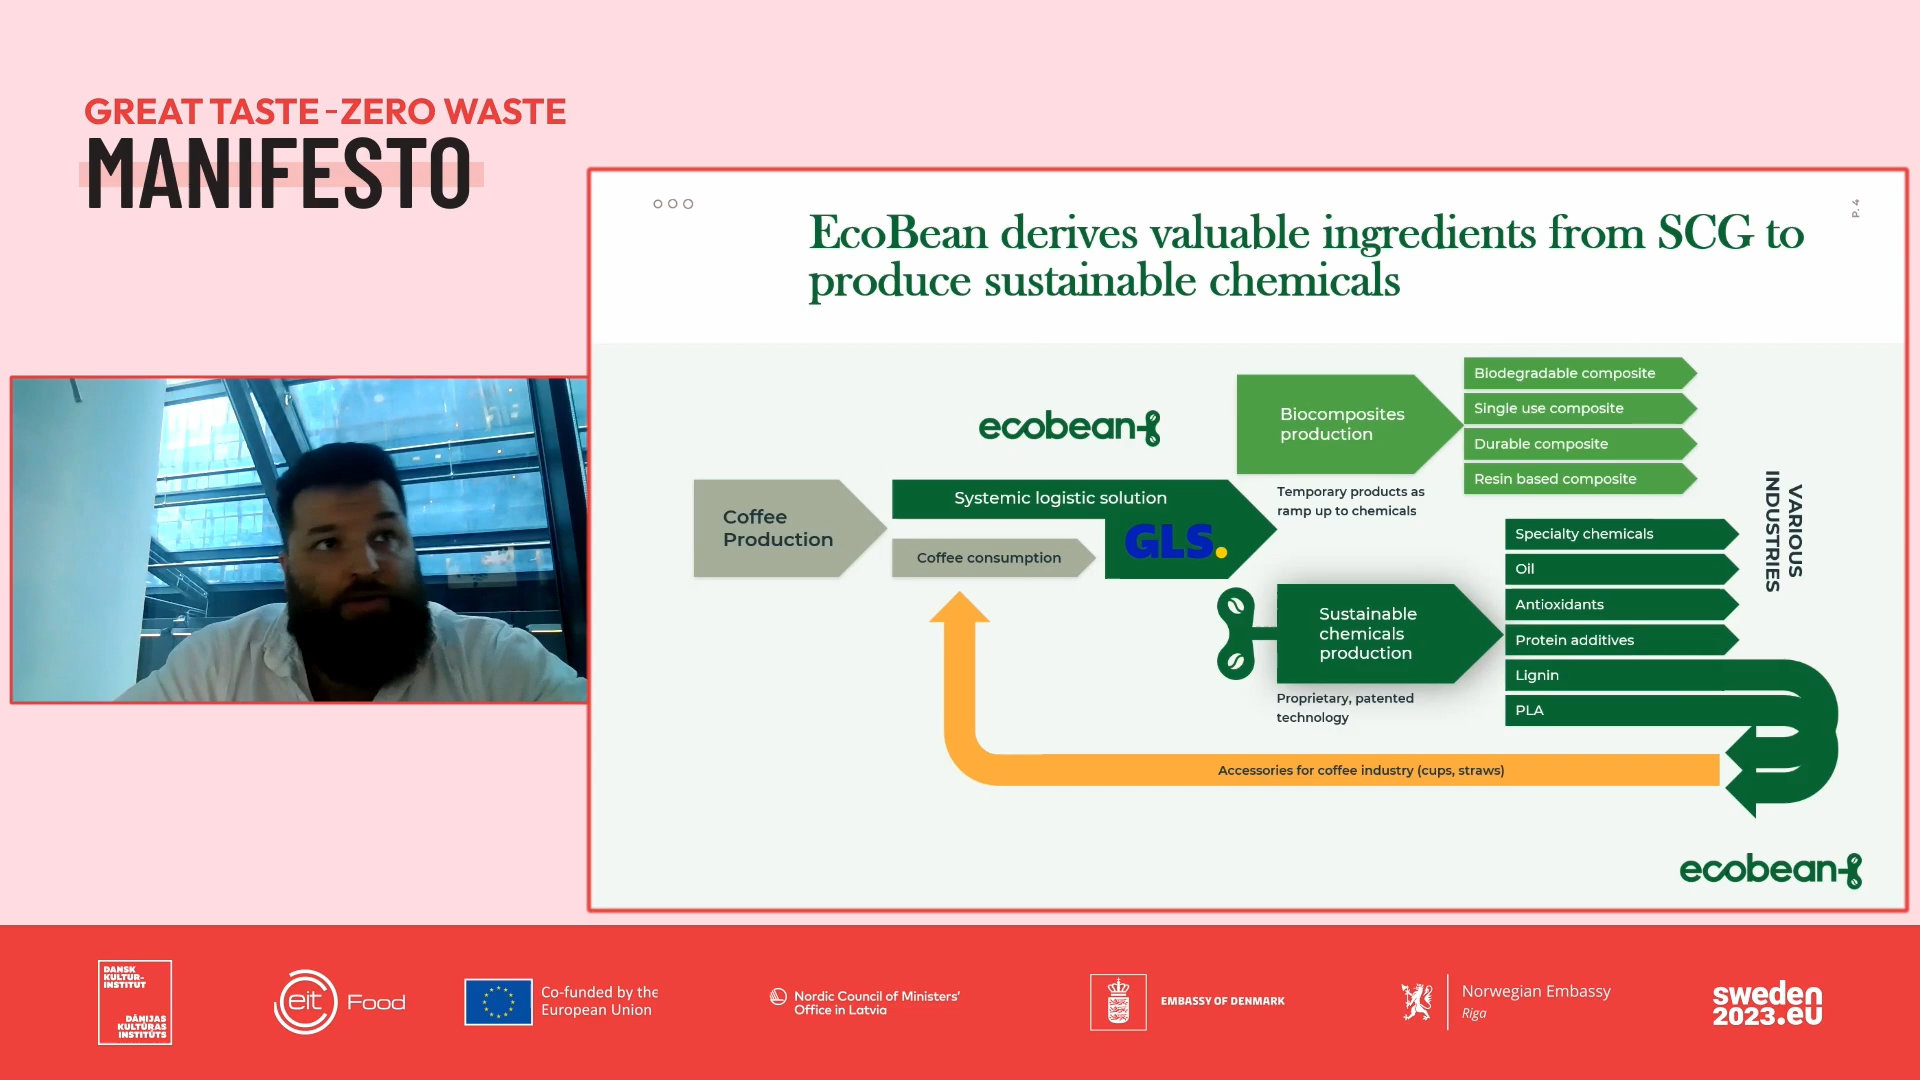 GREAT TASTE-ZERO WASTE
MANIFESTO
P. 4
EcoBean derives valuable ingredients from SCG to
produce sustainable chemicals
ecobean
Coffee
Production
Systemic logistic solution
Coffee consumption
GLS.
Biocomposites
production
Temporary products as
ramp up to chemicals
Biodegradable composite
Single use composite
Durable composite
Resin based composite
Sustainable
chemicals
production
Proprietary, patented
technology
Specialty chemicals
Oil
Antioxidants
Protein additives
Lignin
PLA
VARIOUS
INDUSTRIES
Accessories for coffee industry (cups, straws)
ecobean
DANSK
KULTUR-
INSTITUT
DĀNIJAS
KULTŪRAS
INSTITŪTS
eit Food
Co-funded by the
European Union
Nordic Council of Ministers'
Office in Latvia
EMBASSY OF DENMARK
Norwegian Embassy
Riga
sweden
2023.eu